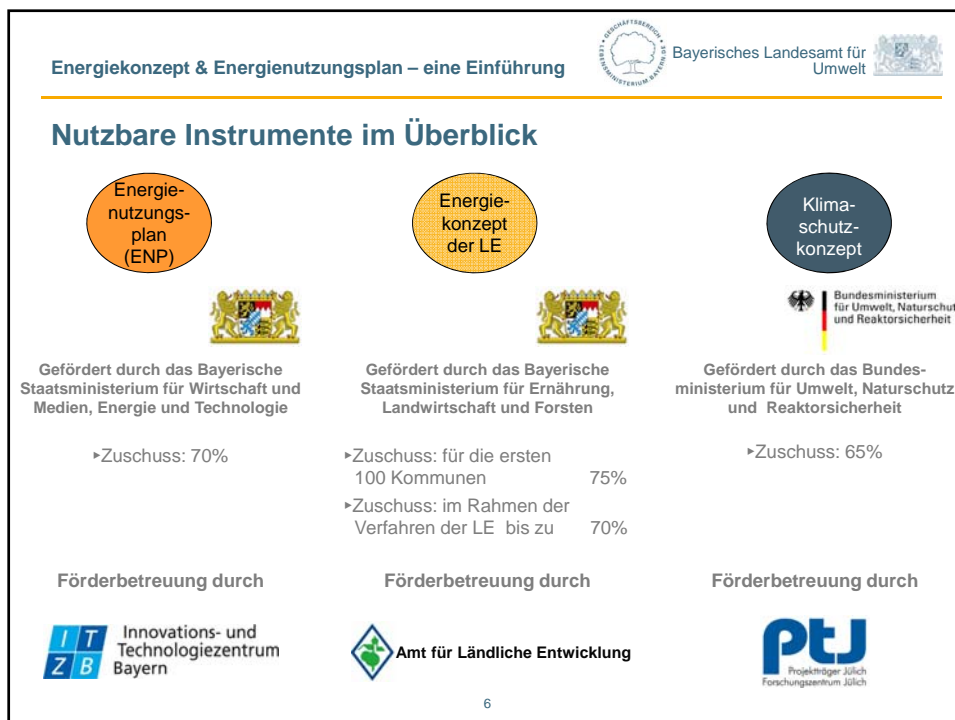 Energiekonzept & Energienutzungsplan – eine Einführung
GESCHÄFTSBEREICH • LEBENSMINISTERIUM BAYERN.DE •
Bayerisches Landesamt für
Umwelt
Nutzbare Instrumente im Überblick
Energie-
nutzungs-
plan
(ENP)
Gefördert durch das Bayerische
Staatsministerium für Wirtschaft und
Medien, Energie und Technologie
▸Zuschuss: 70%
Förderbetreuung durch
I T
Z B
Innovations- und
Technologiezentrum
Bayern
Energie-
konzept
der LE
Gefördert durch das Bayerische
Staatsministerium für Ernährung,
Landwirtschaft und Forsten
▸Zuschuss: für die ersten
100 Kommunen 75%
▸Zuschuss: im Rahmen der
Verfahren der LE bis zu 70%
Förderbetreuung durch
Amt für Ländliche Entwicklung
Klima-
schutz-
konzept
Bundesministerium
für Umwelt, Naturschut
und Reaktorsicherheit
Gefördert durch das Bundes-
ministerium für Umwelt, Naturschutz
und Reaktorsicherheit
▸Zuschuss: 65%
Förderbetreuung durch
ptJ
Projektträger Jülich
Forschungszentrum Jülich
6